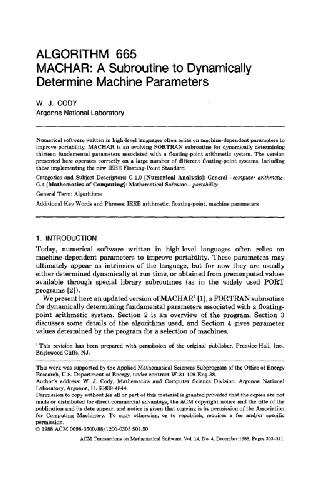 ALGORITHM 665
MACHAR: A Subroutine to Dynamically
Determine Machine Parameters
W. J. CODY
Argonne National Laboratory
Numerical software written in high-level languages often relies on machine-dependent parameters to
improve portability. MACHAR is an evolving FORTRAN subroutine for dynamically determining
thirteen fundamental parameters associated with a floating-point arithmetic system. The version
presented here operates correctly on a large number of different floating-point systems, including
those implementing the new IEEE Floating-Point Standard.
Categories and Subject Descriptors: G.1.0 [Numerical Analysis]: General—computer arithmetic;
G.4 [Mathematics of Computing]: Mathematical Software—portability
General Term: Algorithms
Additional Key Words and Phrases: IEEE arithmetic, floating-point, machine parameters
1. INTRODUCTION
Today, numerical software written in high-level languages often relies on
machine-dependent parameters to improve portability. These parameters may
ultimately appear as intrinsics of the language, but for now they are usually
either determined dynamically at run time, or obtained from precomputed values
available through special library subroutines (as in the widely used PORT
programs [2]).
We present here an updated version of MACHAR¹ [1], a FORTRAN subroutine
for dynamically determining fundamental parameters associated with a floating-
point arithmetic system. Section 2 is an overview of the program. Section 3
discusses some details of the algorithms used, and Section 4 gives parameter
values determined by the program for a selection of machines.
¹ This revision has been prepared with permission of the original publisher, Prentice-Hall, Inc.,
Englewood Cliffs, NJ.
This work was supported by the Applied Mathematical Sciences Subprogram of the Office of Energy
Research, U.S. Department of Energy, under contract W-31-109-Eng-38.
Author's address: W. J. Cody, Mathematics and Computer Science Division, Argonne National
Laboratory, Argonne, IL 60439-4844.
Permission to copy without fee all or part of this material is granted provided that the copies are not
made or distributed for direct commercial advantage, the ACM copyright notice and the title of the
publication and its date appear, and notice is given that copying is by permission of the Association
for Computing Machinery. To copy otherwise, or to republish, requires a fee and/or specific
permission.
© 1988 ACM 0098-3500/88/1200-0303 $01.50
ACM Transactions on Mathematical Software, Vol. 14, No. 4, December 1988, Pages 303-311.